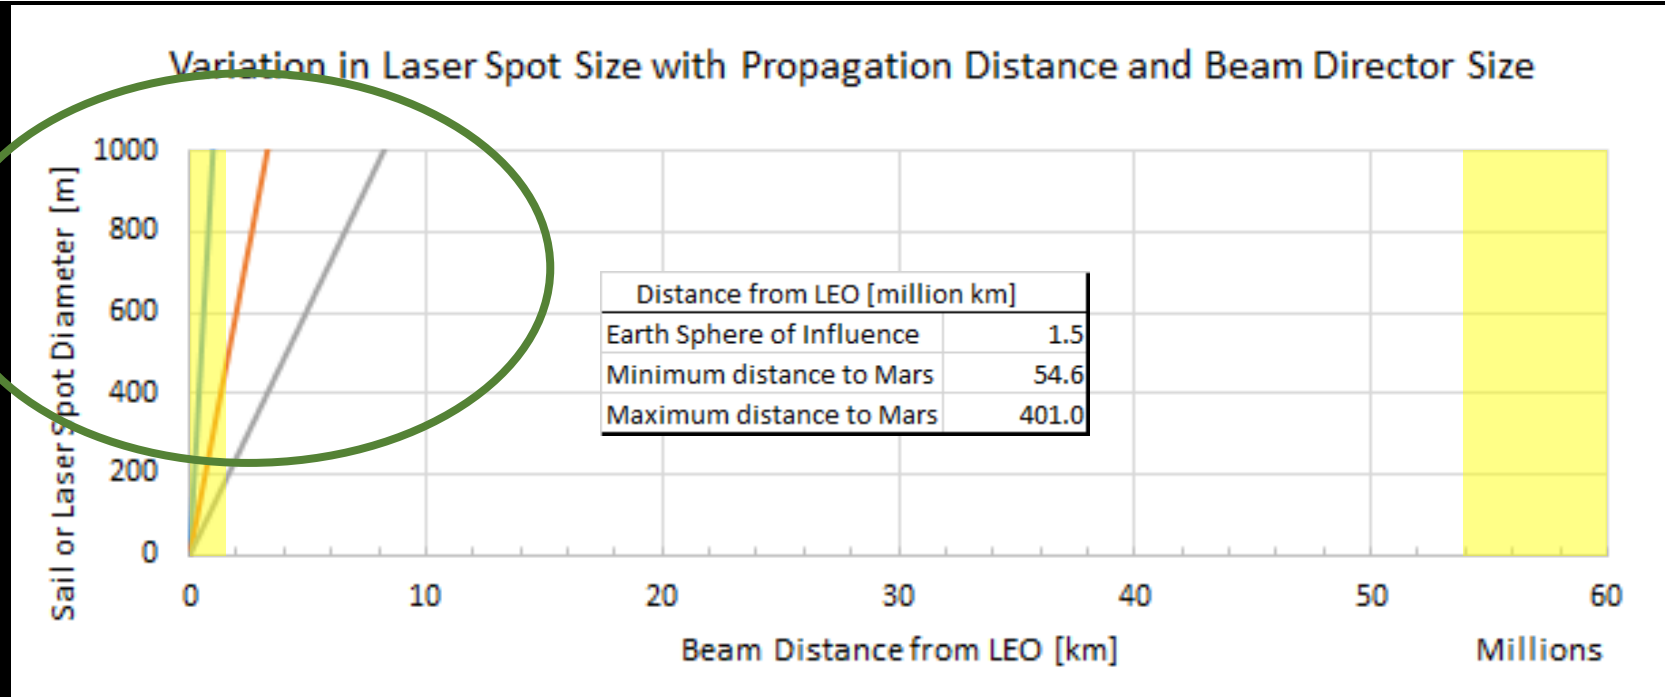 Variation in Laser Spot Size with Propagation Distance and Beam Director Size
Sail or Laser Spot Diameter [m]
1000
800
600
400
200
0
Distance from LEO [million km]
Earth Sphere of Influence 1.5
Minimum distance to Mars 54.6
Maximum distance to Mars 401.0
0 10 20 30 40 50 60
Beam Distance from LEO [km] Millions